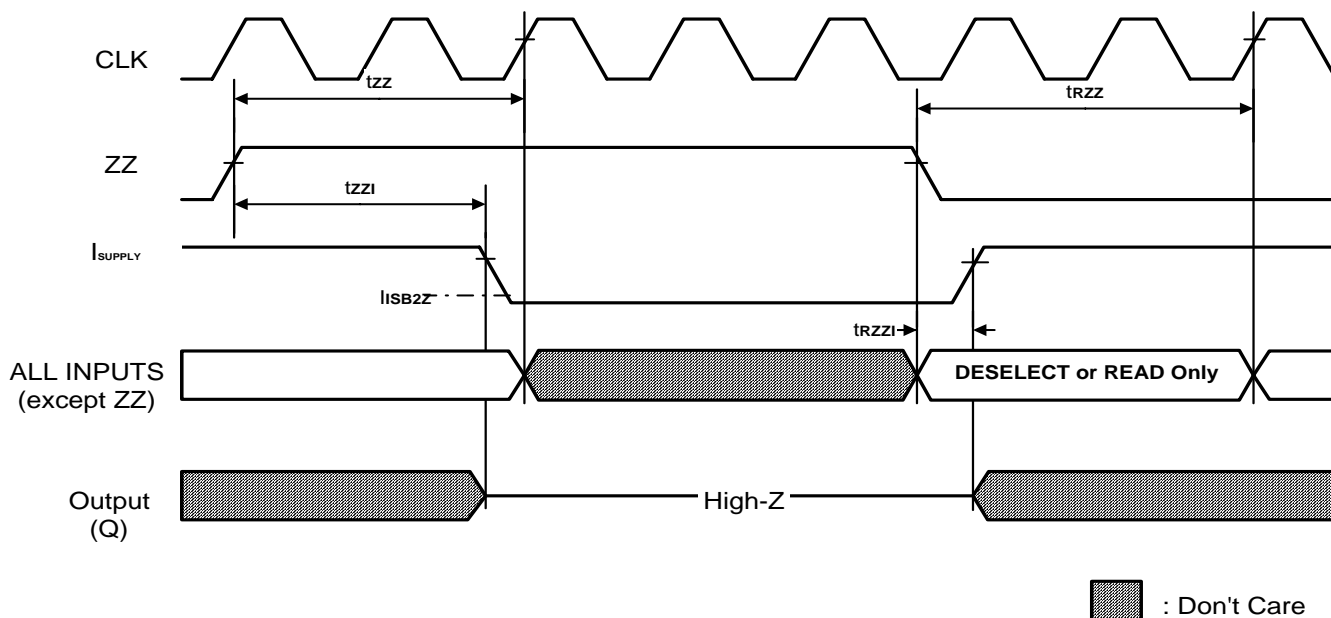 CLK
tZZ
tRZZ
ZZ
tZZI
ISUPPLY
IISB2Z
tRZZI
ALL INPUTS
(except ZZ)
DESELECT or READ Only
Output
(Q)
High-Z
: Don't Care